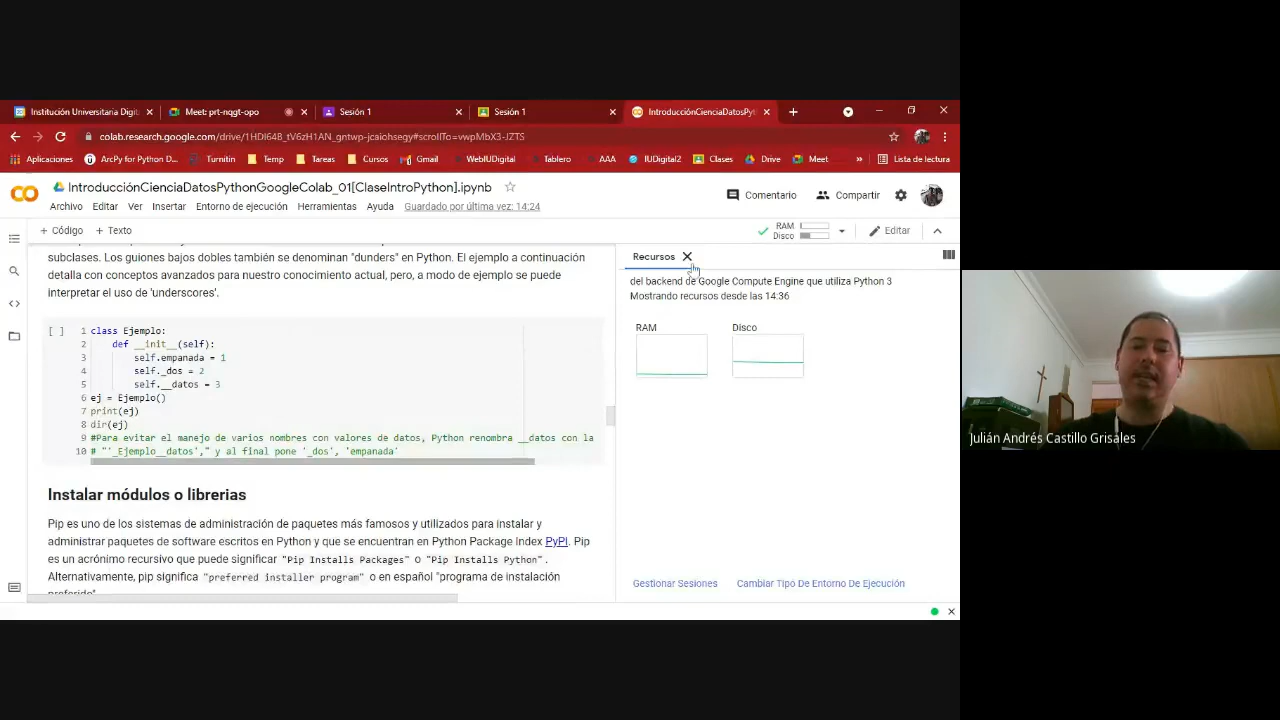 Institución Universitaria Digit
Meet: prt-nqgt-opo
Sesión 1
Sesión 1
IntroducciónCienciaDatosPyt
colab.research.google.com/drive/1HDI64B_tV6zH1AN_gntwp-jcaiohsegy#scrollTo=vwpMbX3-JZTS
Aplicaciones
ArcPy for Python D...
Turnitin
Temp
Tareas
Cursos
Gmail
WebIUDigital
Tablero
AAA
IUDigital2
Clases
Drive
Meet
»
Lista de lectura
IntroducciónCienciaDatosPythonGoogleColab_01[ClaseIntroPython].ipynb
Comentario
Compartir
Archivo Editar Ver Insertar Entorno de ejecución Herramientas Ayuda Guardado por última vez: 14:24
+ Código + Texto
RAM
Disco
Editar
subclases. Los guiones bajos dobles también se denominan "dunders" en Python. El ejemplo a continuación
detalla con conceptos avanzados para nuestro conocimiento actual, pero, a modo de ejemplo se puede
interpretar el uso de 'underscores'.
[ ] 1 class Ejemplo:
2 def __init__(self):
3 self.empanada = 1
4 self._dos = 2
5 self.__datos = 3
6 ej = Ejemplo()
7 print(ej)
8 dir(ej)
9 #Para evitar el manejo de varios nombres con valores de datos, Python renombra __datos con la
10 # "'_Ejemplo__datos'," y al final pone '_dos', 'empanada'
Instalar módulos o librerias
Pip es uno de los sistemas de administración de paquetes más famosos y utilizados para instalar y
administrar paquetes de software escritos en Python y que se encuentran en Python Package Index PyPI. Pip
es un acrónimo recursivo que puede significar "Pip Installs Packages" o "Pip Installs Python".
Alternativamente, pip significa "preferred installer program" o en español "programa de instalación
preferido"
Recursos
del backend de Google Compute Engine que utiliza Python 3
Mostrando recursos desde las 14:36
RAM
Disco
Gestionar Sesiones
Cambiar Tipo De Entorno De Ejecución
Julián Andrés Castillo Grisales